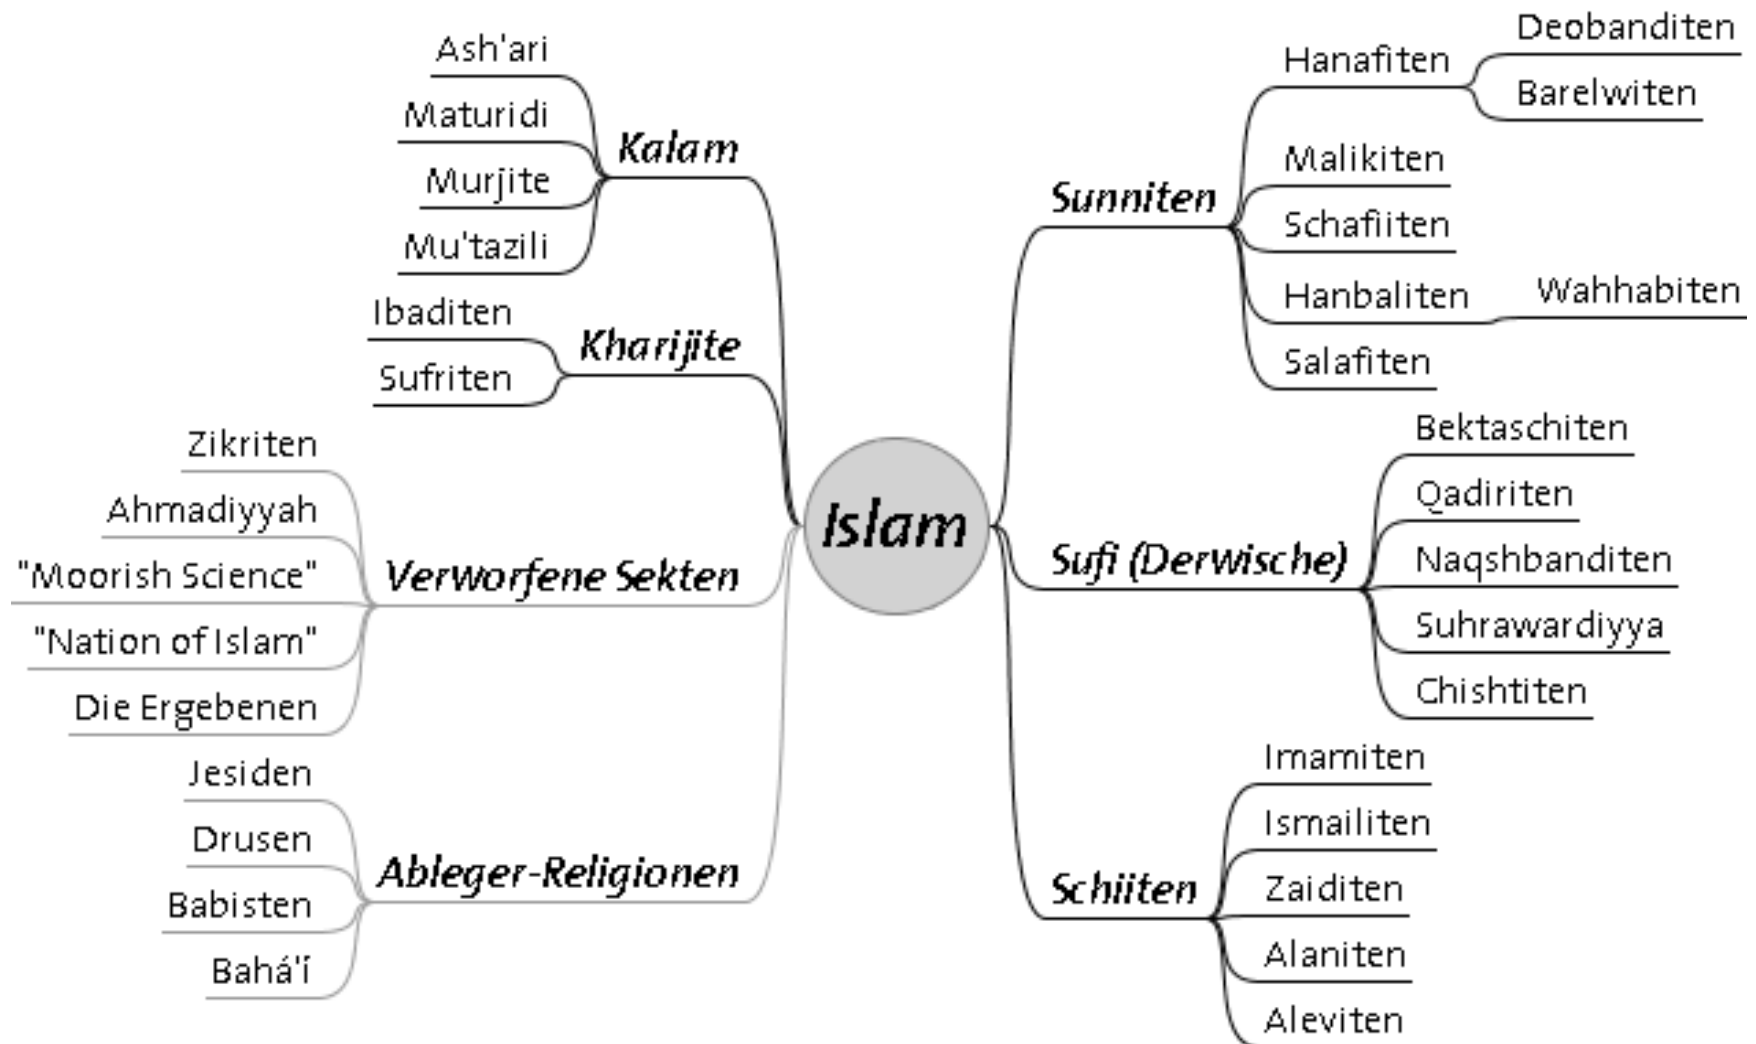 Ash'ari
Maturidi
Murjite
Mu'tazili
Kalam
Ibaditen
Sufriten
Kharijite
Zikriten
Ahmadiyyah
"Moorish Science"
"Nation of Islam"
Die Ergebenen
Verworfene Sekten
Jesiden
Drusen
Babisten
Bahá'í
Ableger-Religionen
Islam
Sunniten
Hanafiten
Deobanditen
Barelwiten
Malikiten
Schafiiten
Hanbaliten
Wahhabiten
Salafiten
Sufi (Derwische)
Bektaschiten
Qadiriten
Naqshbanditen
Suhrawardiyya
Chishtiten
Schiiten
Imamiten
Ismailiten
Zaiditen
Alaniten
Aleviten